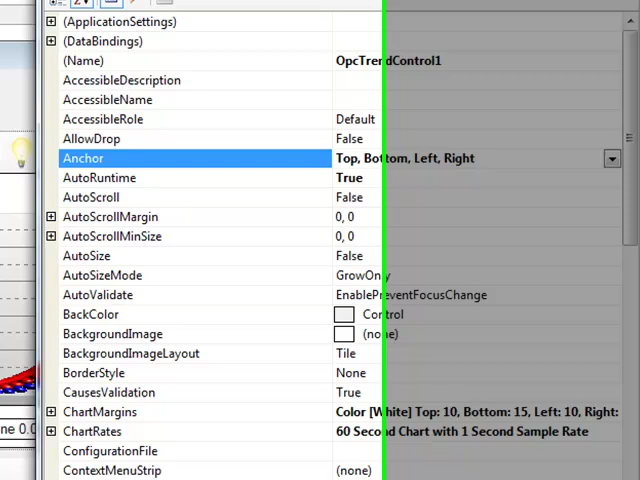 (ApplicationSettings)
(DataBindings)
(Name) OpcTrendControl1
AccessibleDescription
AccessibleName
AccessibleRole Default
AllowDrop False
Anchor Top, Bottom, Left, Right
AutoRuntime True
AutoScroll False
AutoScrollMargin 0, 0
AutoScrollMinSize 0, 0
AutoSize False
AutoSizeMode GrowOnly
AutoValidate EnablePreventFocusChange
BackColor Control
BackgroundImage (none)
BackgroundImageLayout Tile
BorderStyle None
CausesValidation True
ChartMargins Color [White] Top: 10, Bottom: 15, Left: 10, Right:
ChartRates 60 Second Chart with 1 Second Sample Rate
ne 0.0 ConfigurationFile
ContextMenuStrip (none)